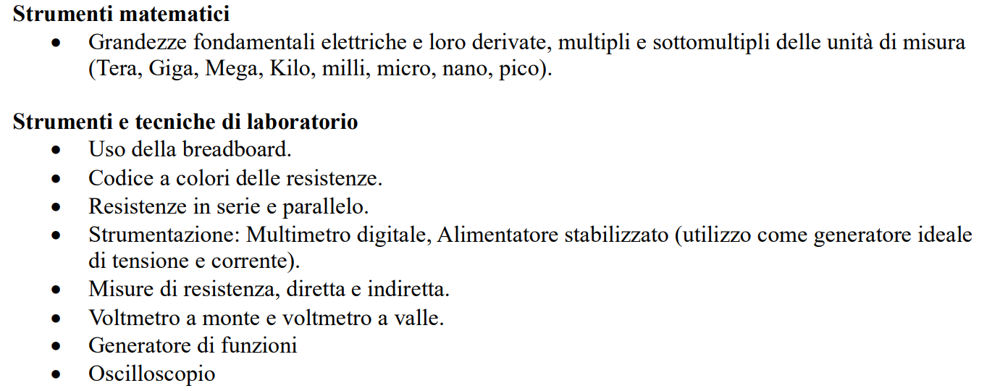 Strumenti matematici
• Grandezze fondamentali elettriche e loro derivate, multipli e sottomultipli delle unità di misura
(Tera, Giga, Mega, Kilo, milli, micro, nano, pico).
Strumenti e tecniche di laboratorio
• Uso della breadboard.
• Codice a colori delle resistenze.
• Resistenze in serie e parallelo.
• Strumentazione: Multimetro digitale, Alimentatore stabilizzato (utilizzo come generatore ideale
di tensione e corrente).
• Misure di resistenza, diretta e indiretta.
• Voltmetro a monte e voltmetro a valle.
• Generatore di funzioni
• Oscilloscopio